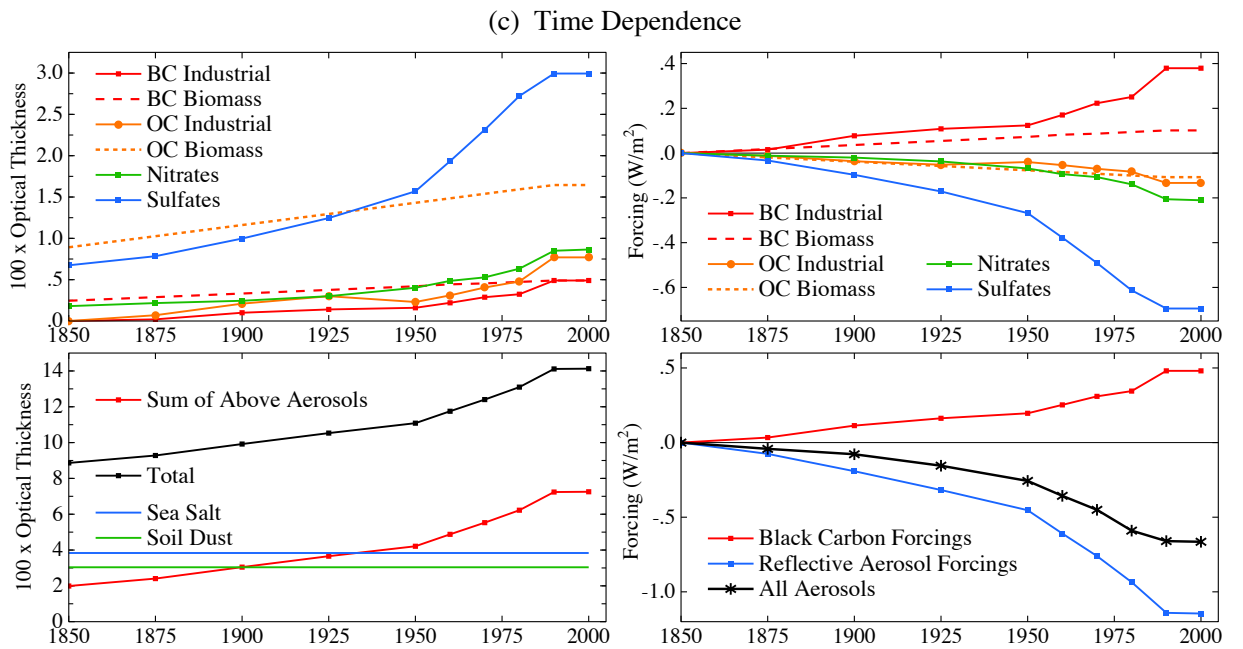 (c) Time Dependence
100 x Optical Thickness
3.0
2.5
2.0
1.5
1.0
.5
.0
BC Industrial
BC Biomass
OC Industrial
OC Biomass
Nitrates
Sulfates
1850 1875 1900 1925 1950 1975 2000
Forcing (W/m²)
.4
.2
.0
-.2
-.4
-.6
BC Industrial
BC Biomass
OC Industrial Nitrates
OC Biomass Sulfates
1850 1875 1900 1925 1950 1975 2000
100 x Optical Thickness
14
12
10
8
6
4
2
0
Sum of Above Aerosols
Total
Sea Salt
Soil Dust
1850 1875 1900 1925 1950 1975 2000
Forcing (W/m²)
.5
.0
-.5
-1.0
Black Carbon Forcings
Reflective Aerosol Forcings
All Aerosols
1850 1875 1900 1925 1950 1975 2000